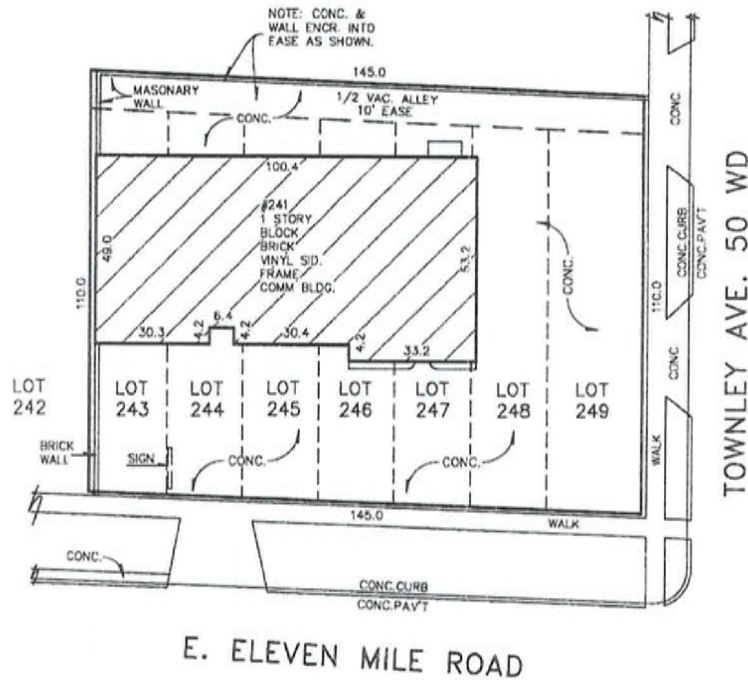 NOTE: CONC. &
WALL ENCR. INTO
EASE AS SHOWN.
145.0
MASONARY
WALL
1/2 VAC. ALLEY
10' EASE
CONC.
CONC.
100.4
#241
1 STORY
BLOCK
BRICK
VINYL SID.
FRAME
COMM BLDG.
49.0
53.2
110.0
CONC.
110.0
CONC.CURB
CONC.PAV'T
TOWNLEY AVE. 50 WD
6.4
30.3
4.2
4.2
30.4
4.2
33.2
CONC
LOT
242
LOT
243
LOT
244
LOT
245
LOT
246
LOT
247
LOT
248
LOT
249
BRICK
WALL
SIGN
CONC.
CONC.
WALK
145.0
WALK
CONC.
CONC.CURB
CONC.PAV'T
E. ELEVEN MILE ROAD